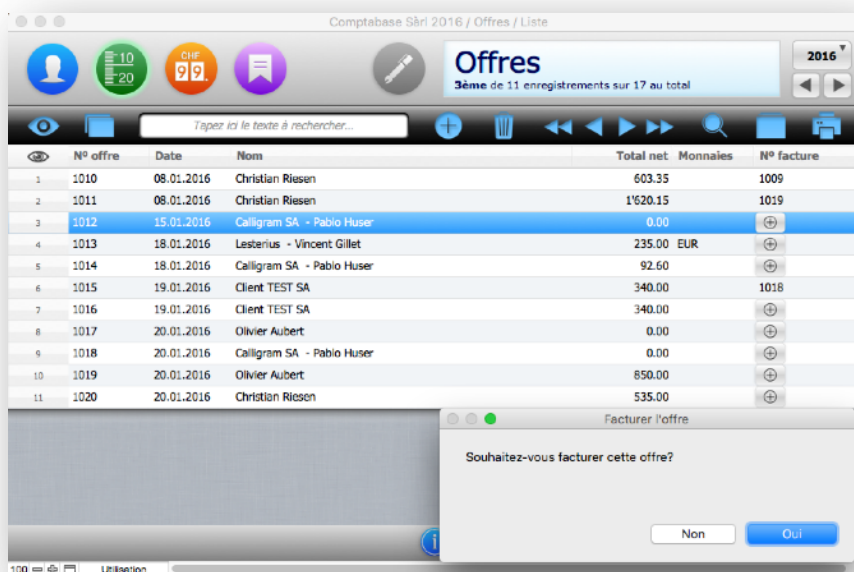 Comptabase Sàrl 2016 / Offres / Liste
10
20
CHF
99.
Offres
3ème de 11 enregistrements sur 17 au total
2016
Tapez ici le texte à rechercher...
Nº offre Date Nom Total net Monnaies Nº facture
1 1010 08.01.2016 Christian Riesen 603.35 1009
2 1011 08.01.2016 Christian Riesen 1'620.15 1019
3 1012 15.01.2016 Calligram SA - Pablo Huser 0.00
4 1013 18.01.2016 Lesterius - Vincent Gillet 235.00 EUR
5 1014 18.01.2016 Calligram SA - Pablo Huser 92.60
6 1015 19.01.2016 Client TEST SA 340.00 1018
7 1016 19.01.2016 Client TEST SA 340.00
8 1017 20.01.2016 Olivier Aubert 0.00
9 1018 20.01.2016 Calligram SA - Pablo Huser 0.00
10 1019 20.01.2016 Olivier Aubert 850.00
11 1020 20.01.2016 Christian Riesen 535.00
Facturer l'offre
Souhaitez-vous facturer cette offre?
Non Oui
100 Utilisation